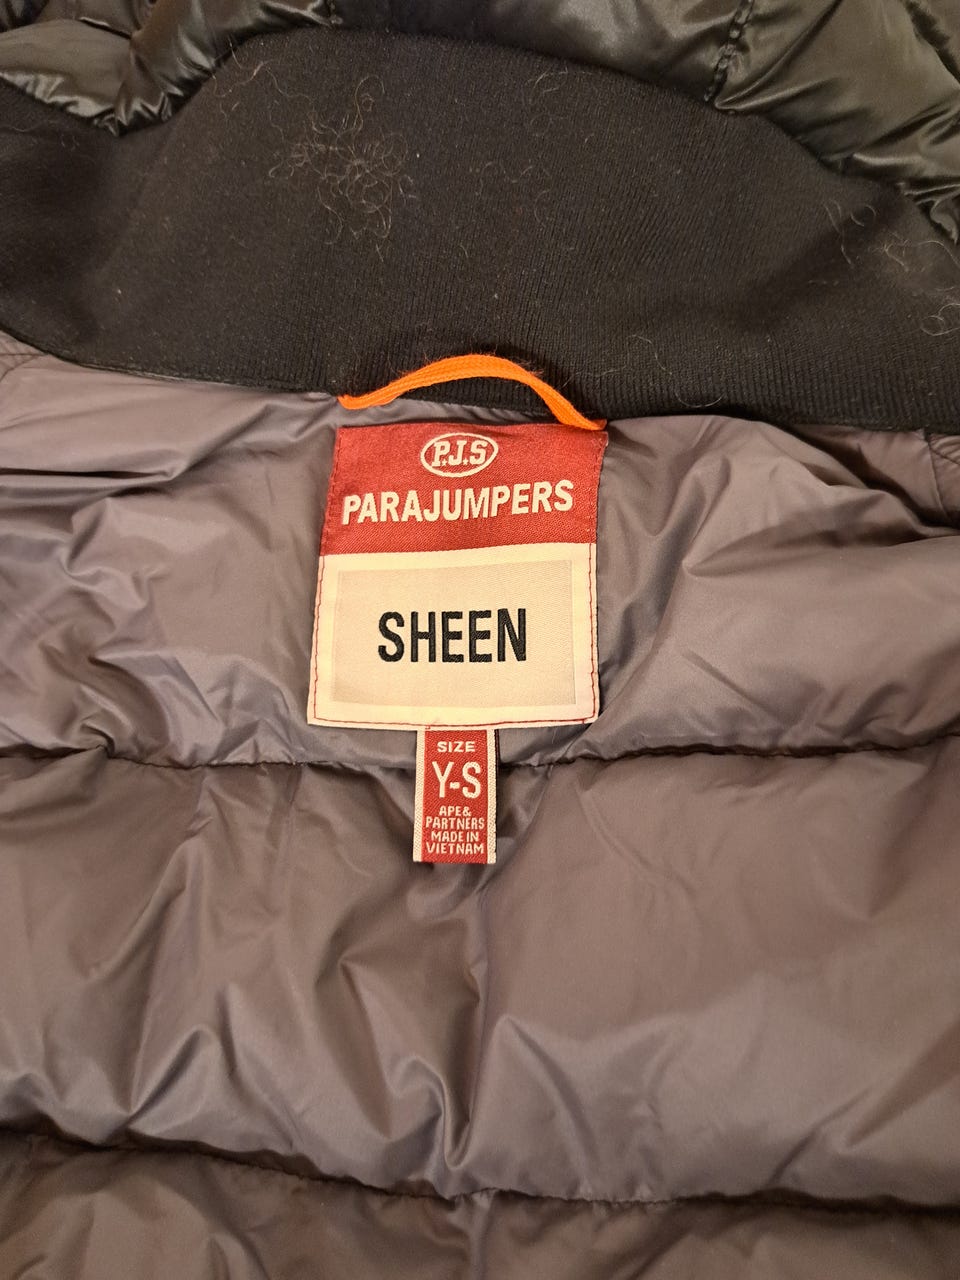 P.J.S
PARAJUMPERS
SHEEN
SIZE
Y-S
APE &
PARTNERS
MADE IN
VIETNAM